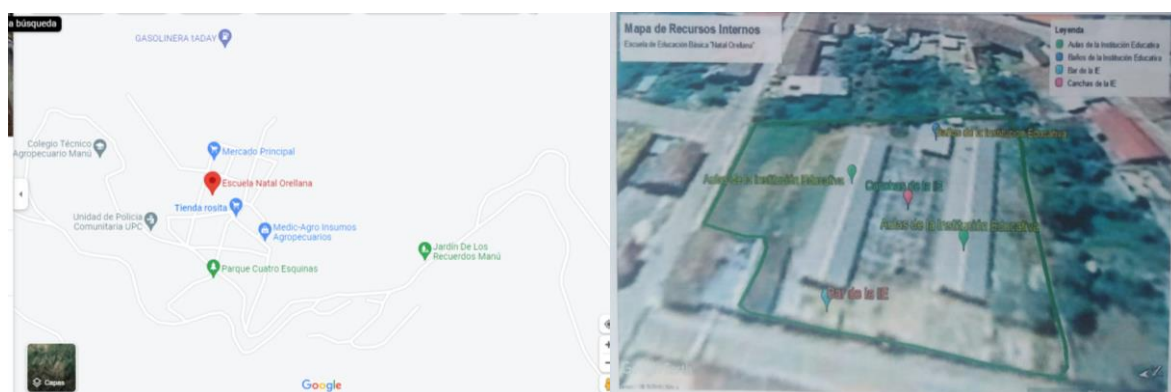 a búsqueda
GASOLINERA tADAY
Colegio Técnico
Agropecuario Manú
Mercado Principal
Escuela Natal Orellana
Tienda rosita
Unidad de Policia
Comunitaria UPC
Medic-Agro Insumos
Agropecuarios
Jardín De Los
Recuerdos Manú
Parque Cuatro Esquinas
Capas
Google
Mapa de Recursos Internos
Escuela de Educación Básica "Natal Orellana"
Leyenda
Aulas de la Institución Educativa
Baños de la Institución Educativa
Bar de la IE
Canchas de la IE
Baños de la Institución Educativa
Aulas de la Institución Educativa
Canchas de la IE
Aulas de la Institución Educativa
Bar de la IE